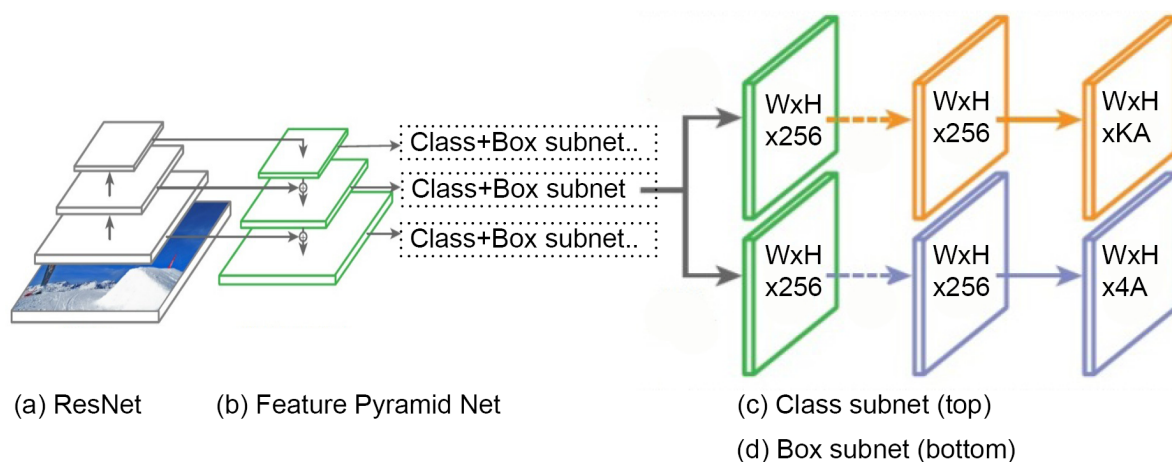 Class+Box subnet..
Class+Box subnet
Class+Box subnet..
WxH
x256
WxH
x256
WxH
xKA
WxH
x256
WxH
x256
WxH
x4A
(a) ResNet
(b) Feature Pyramid Net
(c) Class subnet (top)
(d) Box subnet (bottom)